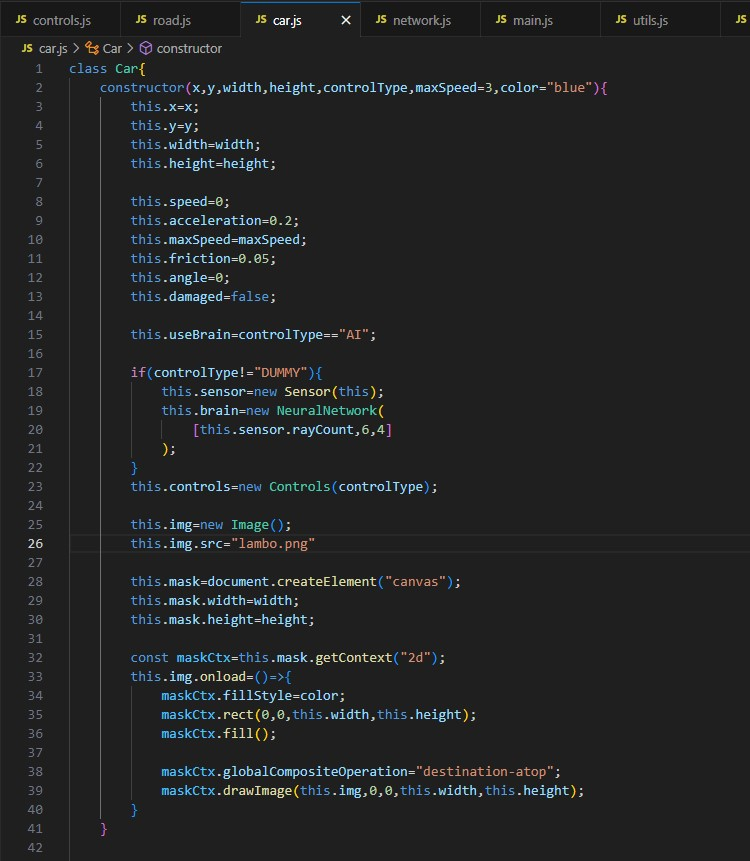 JS controls.js JS road.js JS car.js × JS network.js JS main.js JS utils.js JS
JS car.js > Car > constructor
1 class Car{
2 constructor(x,y,width,height,controlType,maxSpeed=3,color="blue"){
3 this.x=x;
4 this.y=y;
5 this.width=width;
6 this.height=height;
7
8 this.speed=0;
9 this.acceleration=0.2;
10 this.maxSpeed=maxSpeed;
11 this.friction=0.05;
12 this.angle=0;
13 this.damaged=false;
14
15 this.useBrain=controlType=="AI";
16
17 if(controlType!="DUMMY"){
18 this.sensor=new Sensor(this);
19 this.brain=new NeuralNetwork(
20 [this.sensor.rayCount,6,4]
21 );
22 }
23 this.controls=new Controls(controlType);
24
25 this.img=new Image();
26 this.img.src="lambo.png"
27
28 this.mask=document.createElement("canvas");
29 this.mask.width=width;
30 this.mask.height=height;
31
32 const maskCtx=this.mask.getContext("2d");
33 this.img.onload=()=>{
34 maskCtx.fillStyle=color;
35 maskCtx.rect(0,0,this.width,this.height);
36 maskCtx.fill();
37
38 maskCtx.globalCompositeOperation="destination-atop";
39 maskCtx.drawImage(this.img,0,0,this.width,this.height);
40 }
41 }
42